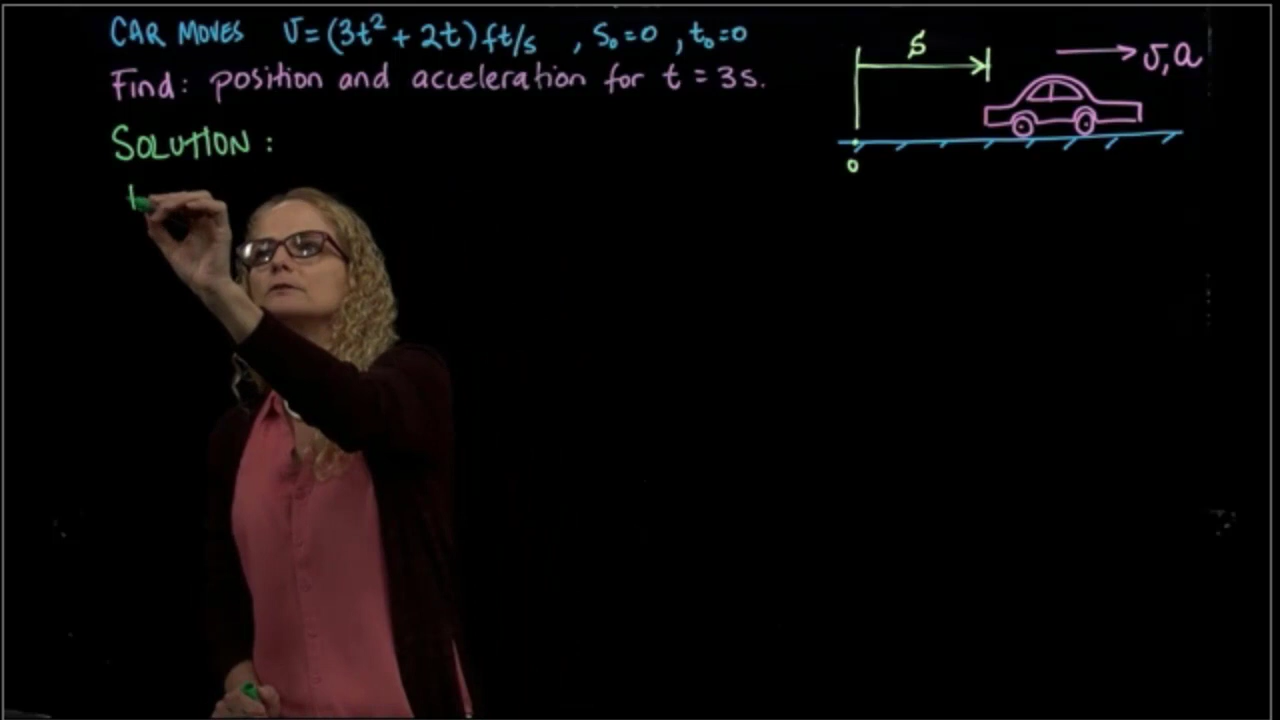 CAR MOVES v = (3t² + 2t) ft/s , S₀ = 0 , t₀ = 0
Find: position and acceleration for t = 3s.
SOLUTION :
s
v, a
0